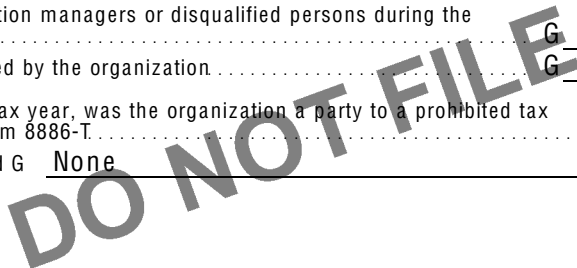 tion managers or disqualified persons during the
G
ed by the organization G
ax year, was the organization a party to a prohibited tax
m 8886-T
G None
DO NOT FILE